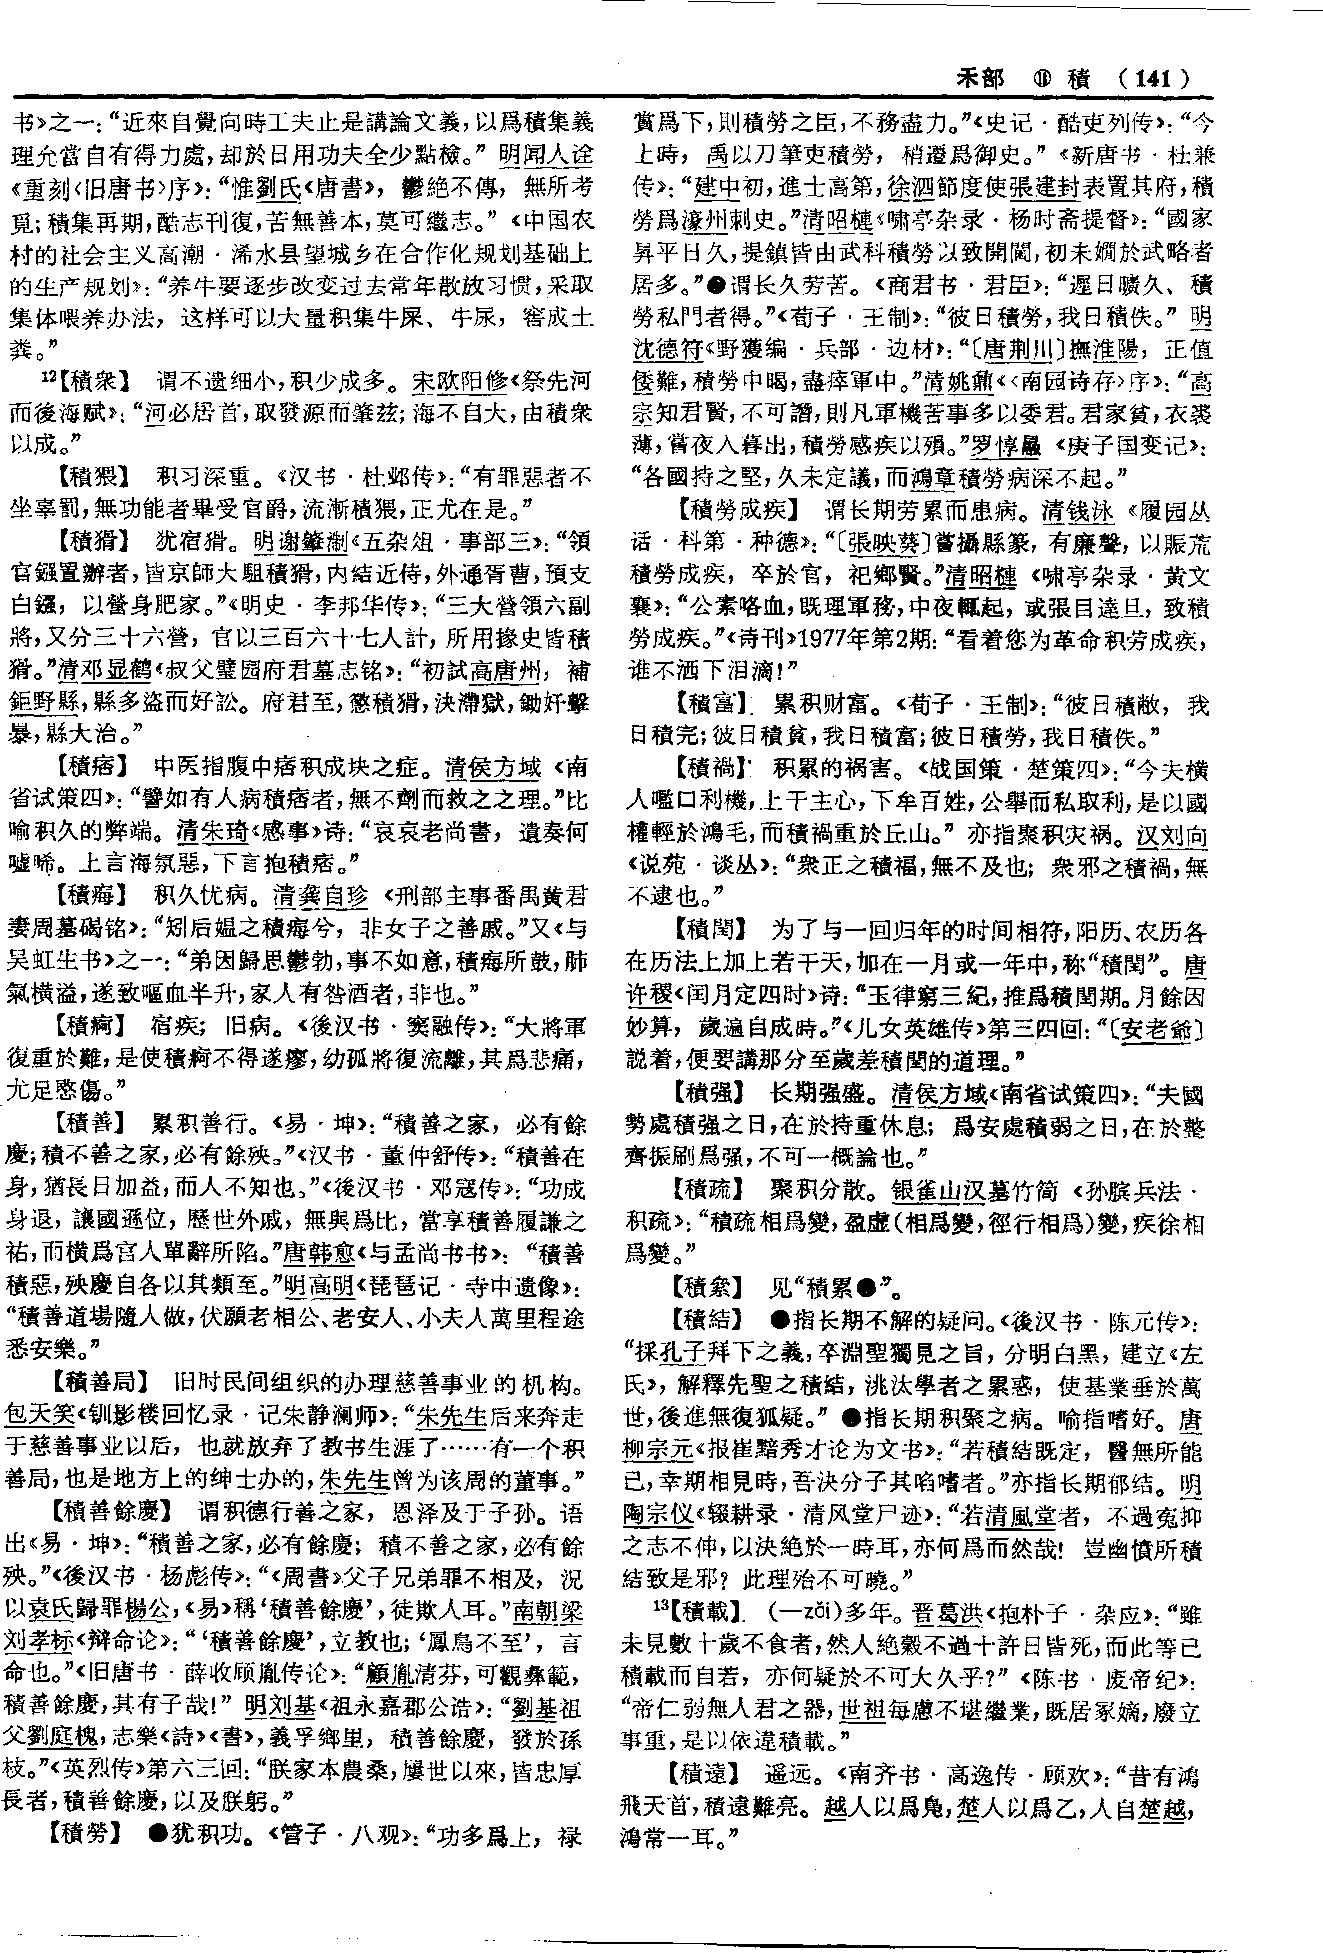 禾部 ⑪ 積 （141）
书》之一：“近來自覺向時工夫止是講論文義，以爲積集義
理允當自有得力處，却於日用功夫全少點檢。”明聞人诠
《重刻〈旧唐书〉序》：“惟劉氏《唐書》，鬱絶不傳，無所考
覓；積集再期，酷志刊復，苦無善本，莫可繼志。”《中国农
村的社会主义高潮·浠水县望城乡在合作化规划基础上
的生产规划》：“养牛要逐步改变过去常年散放习惯，采取
集体喂养办法，这样可以大量积集牛屎、牛尿，窖成土
粪。”
12【積衆】 谓不遗细小，积少成多。宋欧阳修《祭先河
而後海赋》：“河必居首，取發源而肇兹；海不自大，由積衆
以成。”
【積猥】 积习深重。《汉书·杜邺传》：“有罪惡者不
坐辜罰，無功能者畢受官爵，流漸積猥，正尤在是。”
【積猾】 犹宿猾。明谢肇淛《五杂俎·事部三》：“領
官鏹置辦者，皆京師大駔積猾，内結近侍，外通胥曹，預支
白鏹，以營身肥家。”《明史·李邦华传》：“三大營領六副
將，又分三十六營，官以三百六十七人計，所用掾史皆積
猾。”清邓显鹤《叔父璧园府君墓志铭》：“初試高唐州，補
鉅野縣，縣多盜而好訟。府君至，懲積猾，決滯獄，鋤奸擊
暴，縣大治。”
【積痞】 中医指腹中痞积成块之症。清侯方域《南
省试策四》：“譬如有人病積痞者，無不劑而救之之理。”比
喻积久的弊端。清朱琦《感事》诗：“哀哀老尚書，遺奏何
嘘唏。上言海氛惡，下言抱積痞。”
【積痗】 积久忧病。清龚自珍《刑部主事番禺黄君
妻周墓碣铭》：“矧后媪之積痗兮，非女子之善戚。”又《与
吴虹生书》之一：“弟因歸思鬱勃，事不如意，積痗所鼓，肺
氣横溢，遂致嘔血半升，家人有咎酒者，非也。”
【積痾】 宿疾；旧病。《後汉书·窦融传》：“大將軍
復重於難，是使積痾不得遂瘳，幼孤將復流離，其爲悲痛，
尤足愍傷。”
【積善】 累积善行。《易·坤》：“積善之家，必有餘
慶；積不善之家，必有餘殃。”《汉书·董仲舒传》：“積善在
身，猶長日加益，而人不知也。”《後汉书·邓寇传》：“功成
身退，讓國遜位，歷世外戚，無與爲比，當享積善履謙之
祐，而横爲宫人單辭所陷。”唐韩愈《与孟尚书书》：“積善
積惡，殃慶自各以其類至。”明高明《琵琶记·寺中遗像》：
“積善道場隨人做，伏願老相公、老安人、小夫人萬里程途
悉安樂。”
【積善局】 旧时民间组织的办理慈善事业的机构。
包天笑《钏影楼回忆录·记朱静澜师》：“朱先生后来奔走
于慈善事业以后，也就放弃了教书生涯了……有一个积
善局，也是地方上的绅士办的，朱先生曾为该局的董事。”
【積善餘慶】 谓积德行善之家，恩泽及于子孙。语
出《易·坤》：“積善之家，必有餘慶；積不善之家，必有餘
殃。”《後汉书·杨彪传》：“《周書》父子兄弟罪不相及，況
以袁氏歸罪楊公，《易》稱‘積善餘慶’，徒欺人耳。”南朝梁
刘孝标《辩命论》：“‘積善餘慶’，立教也；‘鳳鳥不至’，言
命也。”《旧唐书·薛收顾胤传论》：“顧胤清芬，可觀彝範，
積善餘慶，其有子哉！”明刘基《祖永嘉郡公诰》：“劉基祖
父劉庭槐，志樂《詩》《書》，義孚鄉里，積善餘慶，發於孫
枝。”《英烈传》第六三回：“朕家本農桑，屢世以來，皆忠厚
長者，積善餘慶，以及朕躬。”
【積勞】 ●犹积功。《管子·八观》：“功多爲上，禄
賞爲下，則積勞之臣，不務盡力。”《史记·酷吏列传》：“今
上時，禹以刀筆吏積勞，稍遷爲御史。”《新唐书·杜兼
传》：“建中初，進士高第，徐泗節度使張建封表置其府，積
勞爲濠州刺史。”清昭梿《啸亭杂录·杨时斋提督》：“國家
昇平日久，提鎮皆由武科積勞以致開閫，初未嫺於武略者
居多。”●谓长久劳苦。《商君书·君臣》：“遲日曠久、積
勞私門者得。”《荀子·王制》：“彼日積勞，我日積佚。”明
沈德符《野獲编·兵部·边材》：“〔唐荆川〕撫淮陽，正值
倭難，積勞中暍，盡瘁軍中。”清姚鼐《〈南园诗存〉序》：“高
宗知君賢，不可譖，則凡軍機苦事多以委君。君家貧，衣裘
薄，嘗夜入暮出，積勞感疾以殞。”罗惇曧《庚子国变记》：
“各國持之堅，久未定議，而鴻章積勞病深不起。”
【積勞成疾】 谓长期劳累而患病。清钱泳《履园丛
话·科第·种德》：“〔張映葵〕嘗攝縣篆，有廉聲，以賑荒
積勞成疾，卒於官，祀鄉賢。”清昭梿《啸亭杂录·黄文
襄》：“公素咯血，既理軍務，中夜輒起，或張目達旦，致積
勞成疾。”《诗刊》1977年第2期：“看着您为革命积劳成疾，
谁不洒下泪滴！”
【積富】 累积财富。《荀子·王制》：“彼日積敝，我
日積完；彼日積貧，我日積富；彼日積勞，我日積佚。”
【積禍】 积累的祸害。《战国策·楚策四》：“今夫横
人嚂口利機，上干主心，下牟百姓，公舉而私取利，是以國
權輕於鴻毛，而積禍重於丘山。”亦指聚积灾祸。汉刘向
《说苑·谈丛》：“衆正之積福，無不及也；衆邪之積禍，無
不逮也。”
【積閏】 为了与一回归年的时间相符，阳历、农历各
在历法上加上若干天，加在一月或一年中，称“積閏”。唐
许稷《闰月定四时》诗：“玉律窮三紀，推爲積閏期。月餘因
妙算，歲遍自成時。”《儿女英雄传》第三四回：“〔安老爺〕
説着，便要講那分至歲差積閏的道理。”
【積强】 长期强盛。清侯方域《南省试策四》：“夫國
勢處積强之日，在於持重休息；爲安處積弱之日，在於整
齊振刷爲强，不可一概論也。”
【積疏】 聚积分散。银雀山汉墓竹简《孙膑兵法·
积疏》：“積疏相爲變，盈虚（相爲變，徑行相爲）變，疾徐相
爲變。”
【積絫】 见“積累●”。
【積結】 ●指长期不解的疑问。《後汉书·陈元传》：
“採孔子拜下之義，卒淵聖獨見之旨，分明白黑，建立《左
氏》，解釋先聖之積結，洮汰學者之累惑，使基業垂於萬
世，後進無復狐疑。”●指长期积聚之病。喻指嗜好。唐
柳宗元《报崔黯秀才论为文书》：“若積結既定，醫無所能
已，幸期相見時，吾決分子其啗嗜者。”亦指长期郁结。明
陶宗仪《辍耕录·清风堂尸迹》：“若清風堂者，不過寃抑
之志不伸，以決絶於一時耳，亦何爲而然哉！豈幽憤所積
結致是邪？此理殆不可曉。”
13【積載】 （—zǎi）多年。晋葛洪《抱朴子·杂应》：“雖
未見數十歲不食者，然人絶穀不過十許日皆死，而此等已
積載而自若，亦何疑於不可大久乎？”《陈书·废帝纪》：
“帝仁弱無人君之器，世祖每慮不堪繼業，既居冢嫡，廢立
事重，是以依違積載。”
【積遠】 遥远。《南齐书·高逸传·顾欢》：“昔有鴻
飛天首，積遠難亮。越人以爲鳧，楚人以爲乙，人自楚越，
鴻常一耳。”